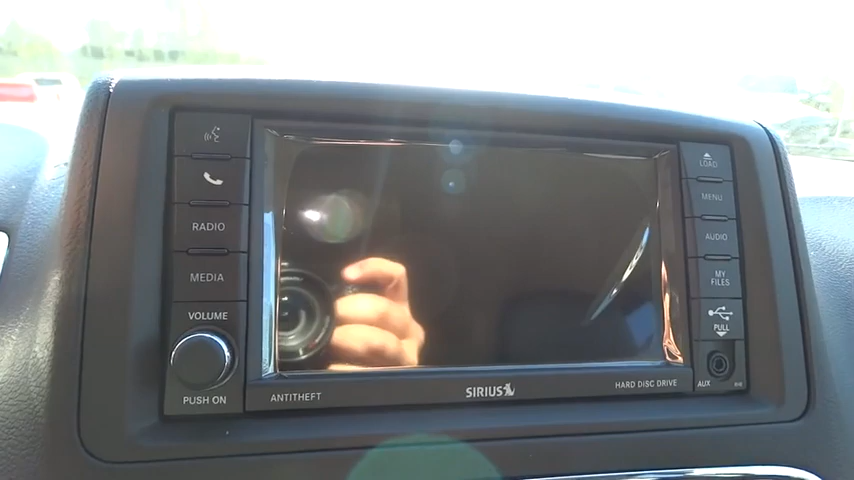 RADIO
MEDIA
VOLUME
PUSH ON
ANTITHEFT
SIRIUS
HARD DISC DRIVE
LOAD
MENU
AUDIO
MY
FILES
PULL
AUX